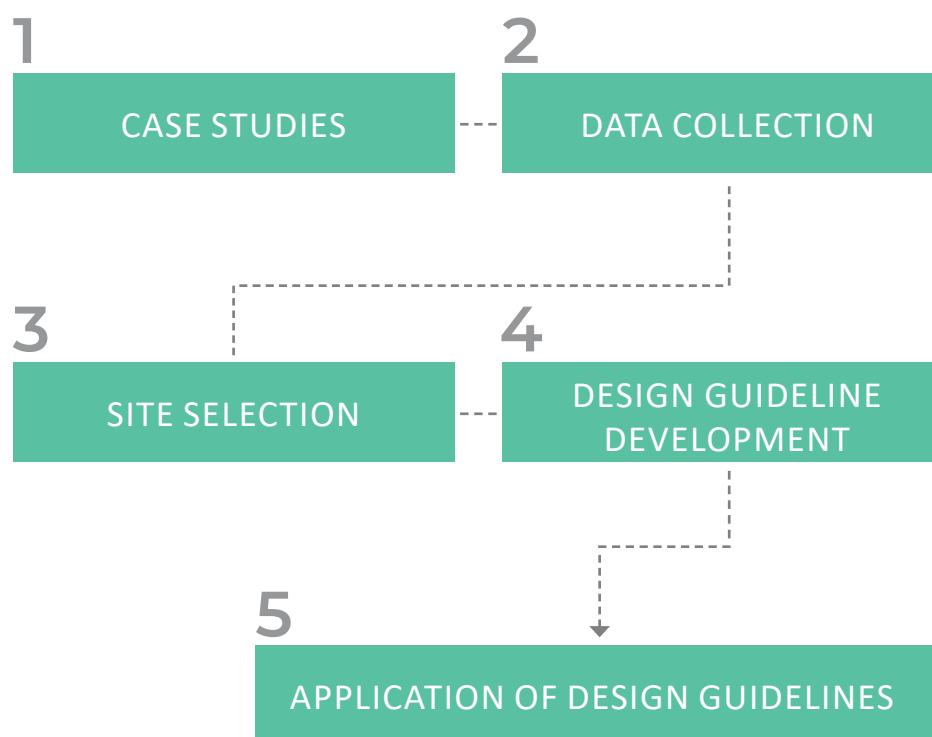 1
CASE STUDIES
2
DATA COLLECTION
3
SITE SELECTION
4
DESIGN GUIDELINE
DEVELOPMENT
5
APPLICATION OF DESIGN GUIDELINES